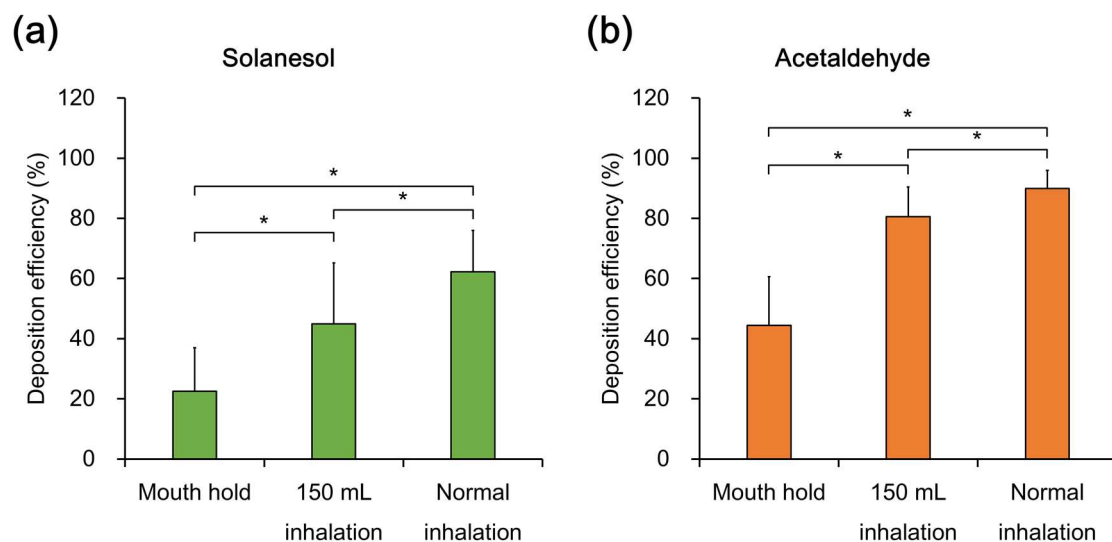 (a)
Solanesol
Deposition efficiency (%)
120
100
80
60
40
20
0
*
*
*
Mouth hold
150 mL
inhalation
Normal
inhalation
(b)
Acetaldehyde
Deposition efficiency (%)
120
100
80
60
40
20
0
*
*
*
Mouth hold
150 mL
inhalation
Normal
inhalation